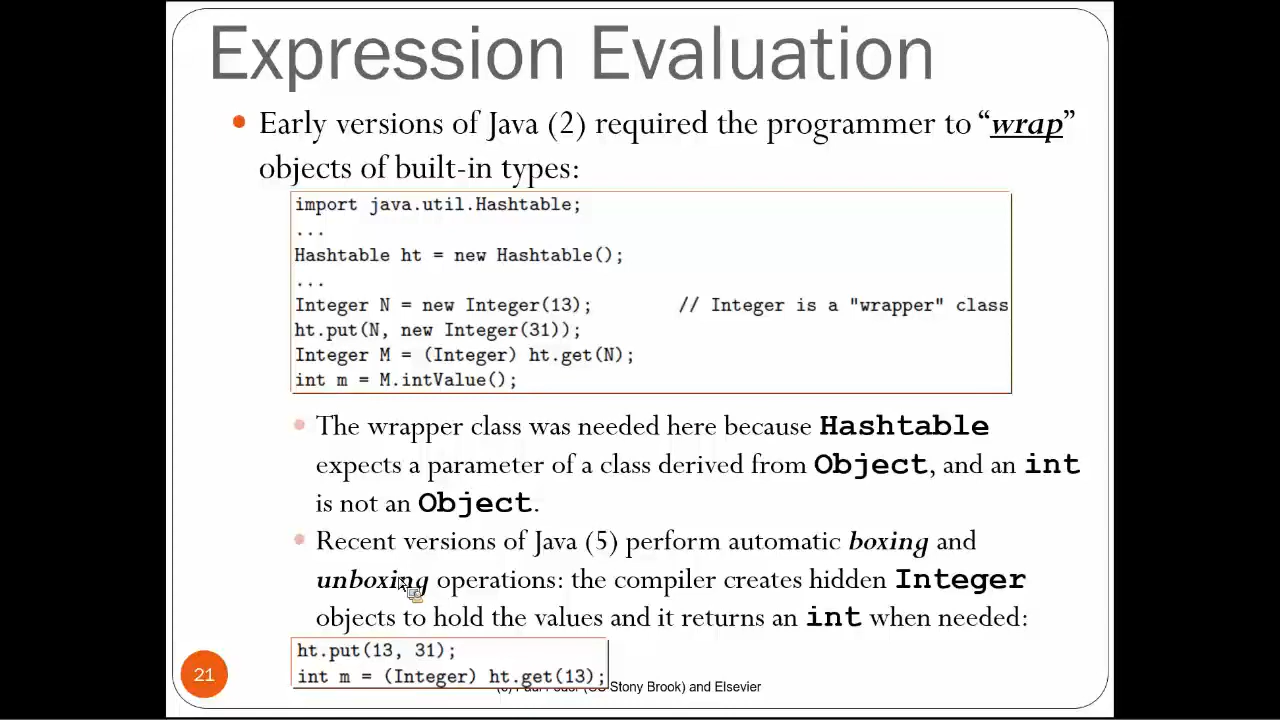 Expression Evaluation
Early versions of Java (2) required the programmer to “wrap”
objects of built-in types:
import java.util.Hashtable;
...
Hashtable ht = new Hashtable();
...
Integer N = new Integer(13); // Integer is a "wrapper" class
ht.put(N, new Integer(31));
Integer M = (Integer) ht.get(N);
int m = M.intValue();
The wrapper class was needed here because Hashtable
expects a parameter of a class derived from Object, and an int
is not an Object.
Recent versions of Java (5) perform automatic boxing and
unboxing operations: the compiler creates hidden Integer
objects to hold the values and it returns an int when needed:
ht.put(13, 31);
int m = (Integer) ht.get(13);
21
Stony Brook) and Elsevier